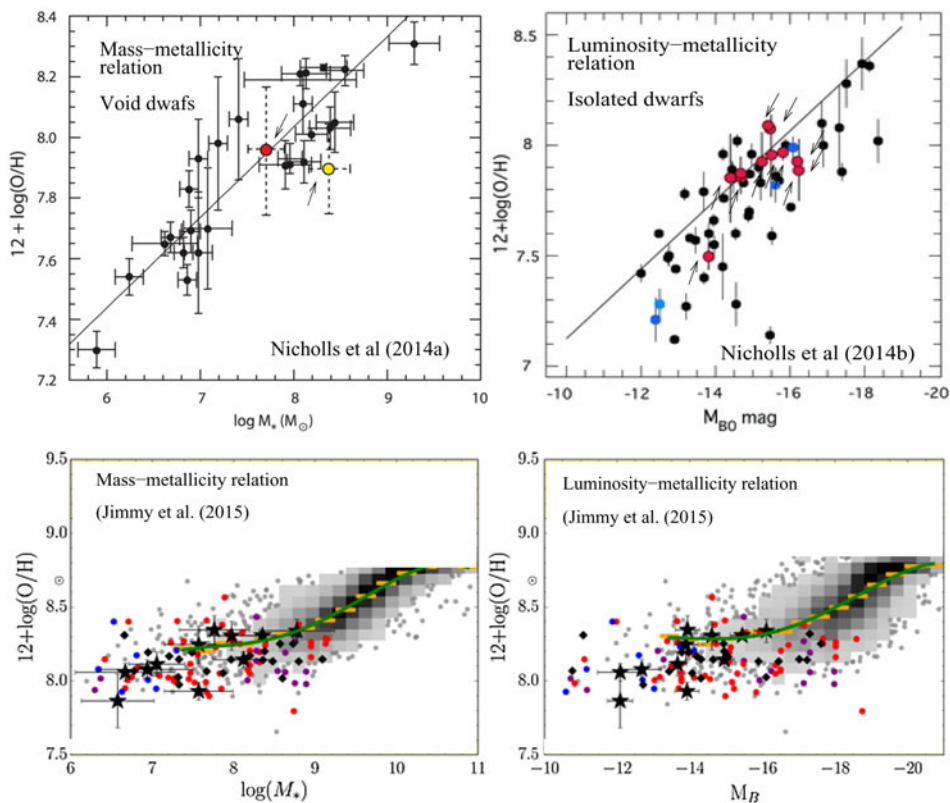 Mass−metallicity
relation
Void dwafs
Nicholls et al (2014a)
12 + log(O/H)
8.4
8.2
8.0
7.8
7.6
7.4
7.2
6
7
8
9
10
log M* (M⊙)
Luminosity−metallicity
relation
Isolated dwarfs
Nicholls et al (2014b)
12+log(O/H)
8.5
8
7.5
7
-10
-12
-14
-16
-18
-20
MB0 mag
Mass−metallicity relation
(Jimmy et al. (2015)
12+log(O/H)⊙
9.5
9.0
8.5
8.0
7.5
6
7
8
9
10
11
log(M*)
Luminosity−metallicity relation
(Jimmy et al. (2015)
12+log(O/H)⊙
9.5
9.0
8.5
8.0
7.5
−10
−12
−14
−16
−18
−20
MB